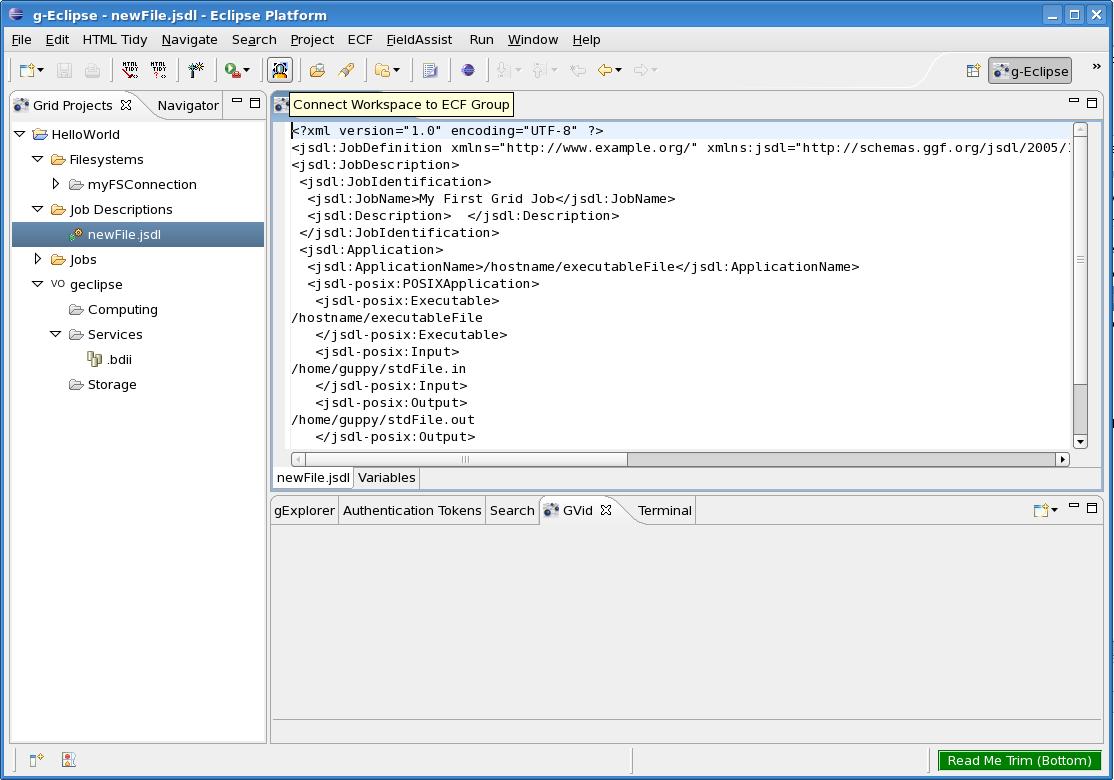 g-Eclipse - newFile.jsdl - Eclipse Platform
File Edit HTML Tidy Navigate Search Project ECF FieldAssist Run Window Help
HTML TIDY HTML TIDY g-Eclipse »
Grid Projects Navigator
Connect Workspace to ECF Group
HelloWorld
Filesystems
myFSConnection
Job Descriptions
newFile.jsdl
Jobs
VO geclipse
Computing
Services
.bdii
Storage
<?xml version="1.0" encoding="UTF-8" ?>
<jsdl:JobDefinition xmlns="http://www.example.org/" xmlns:jsdl="http://schemas.ggf.org/jsdl/2005/
<jsdl:JobDescription>
<jsdl:JobIdentification>
<jsdl:JobName>My First Grid Job</jsdl:JobName>
<jsdl:Description>  </jsdl:Description>
</jsdl:JobIdentification>
<jsdl:Application>
<jsdl:ApplicationName>/hostname/executableFile</jsdl:ApplicationName>
<jsdl-posix:POSIXApplication>
<jsdl-posix:Executable>
/hostname/executableFile
</jsdl-posix:Executable>
<jsdl-posix:Input>
/home/guppy/stdFile.in
</jsdl-posix:Input>
<jsdl-posix:Output>
/home/guppy/stdFile.out
</jsdl-posix:Output>
newFile.jsdl Variables
gExplorer Authentication Tokens Search GVid Terminal
Read Me Trim (Bottom)